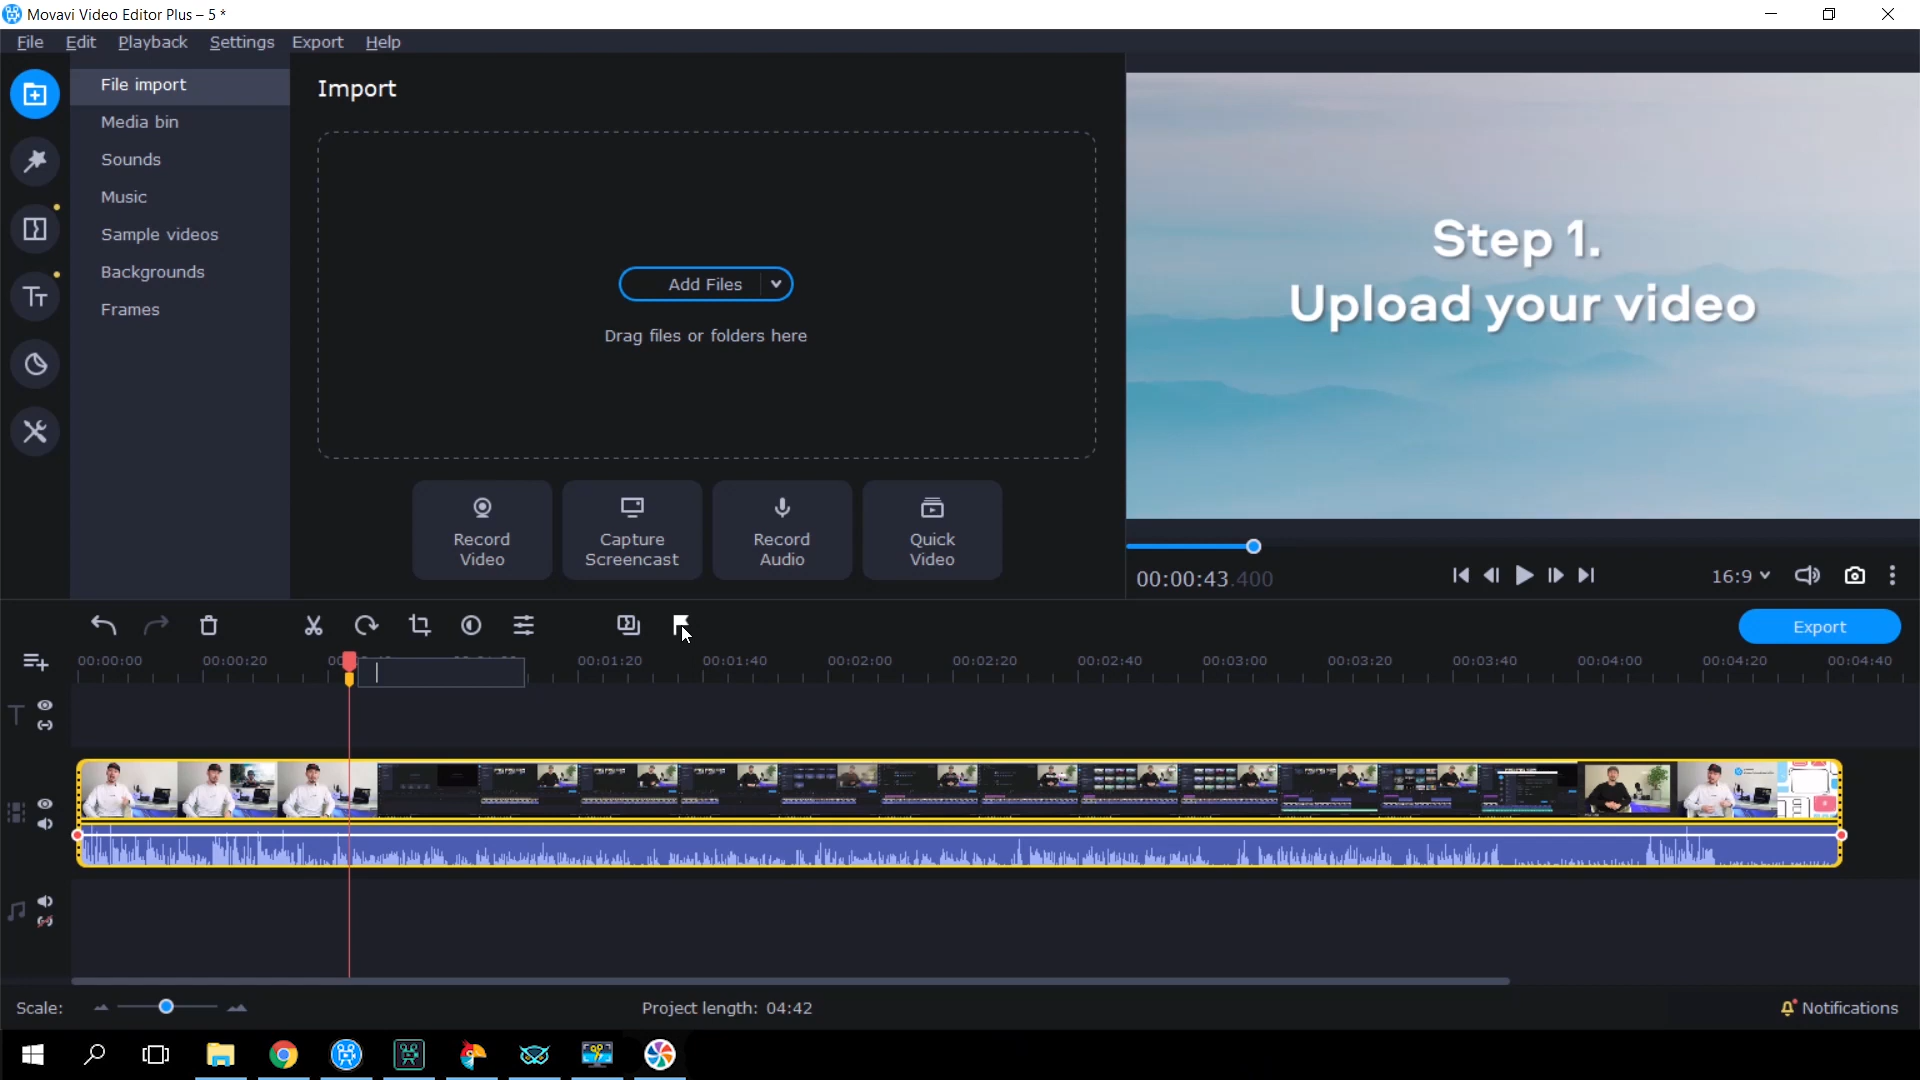 Movavi Video Editor Plus – 5 *
File Edit Playback Settings Export Help
File import
Media bin
Sounds
Music
Sample videos
Backgrounds
Frames
Import
Add Files
Drag files or folders here
Record Video
Capture Screencast
Record Audio
Quick Video
Step 1.
Upload your video
00:00:43.400
16:9
Export
00:00:00 00:00:20 00:01:20 00:01:40 00:02:00 00:02:20 00:02:40 00:03:00 00:03:20 00:03:40 00:04:00 00:04:20 00:04:40
Scale:
Project length: 04:42
Notifications